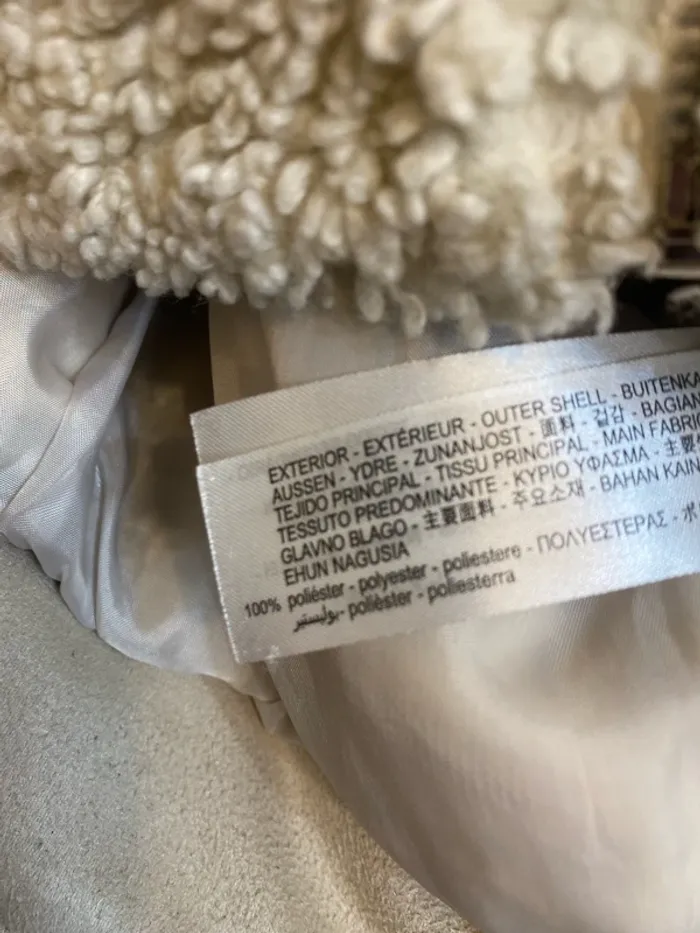 EXTERIOR - EXTÉRIEUR - OUTER SHELL - BUITENKA
AUSSEN - YDRE - ZUNANJOST - 面料 - 겉감 - BAGIAN
TEJIDO PRINCIPAL - TISSU PRINCIPAL - MAIN FABRIC
TESSUTO PREDOMINANTE - ΚΥΡΙΟ ΥΦΑΣΜΑ - 主要
GLAVNO BLAGO - 主要面料 - 주요소재 - BAHAN KAIN
EHUN NAGUSIA
100% poliéster - polyester - poliestere - ΠΟΛΥΕΣΤΕΡΑΣ - ポ
بوليستر - polièster - poliesterra